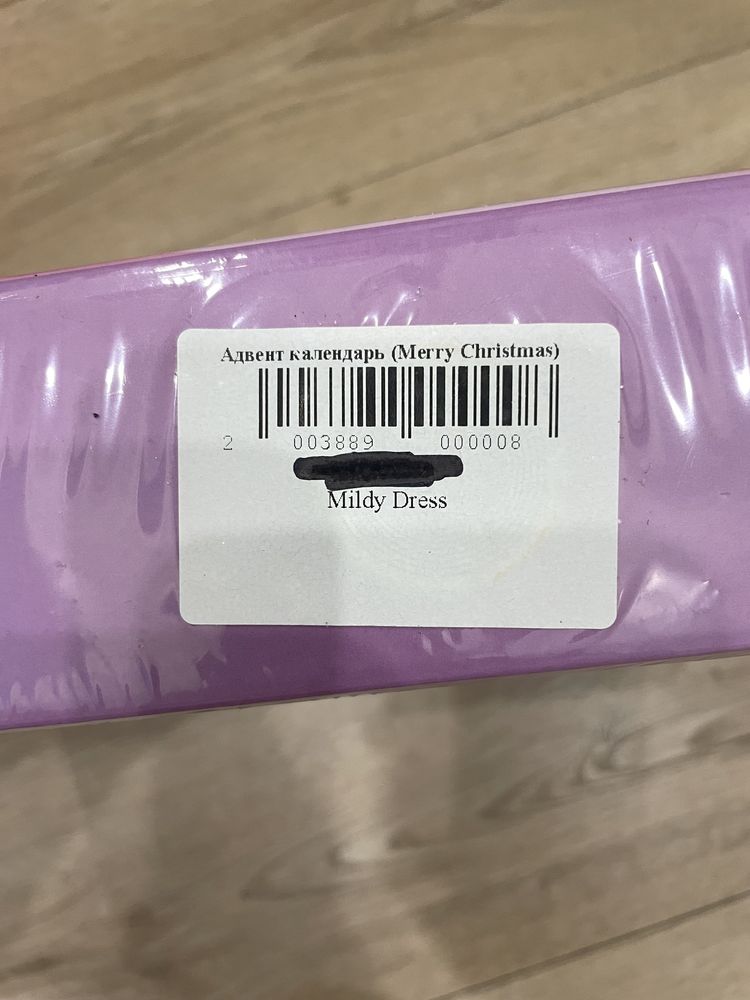 Адвент календарь (Merry Christmas)
2 003889 000008
Mildy Dress